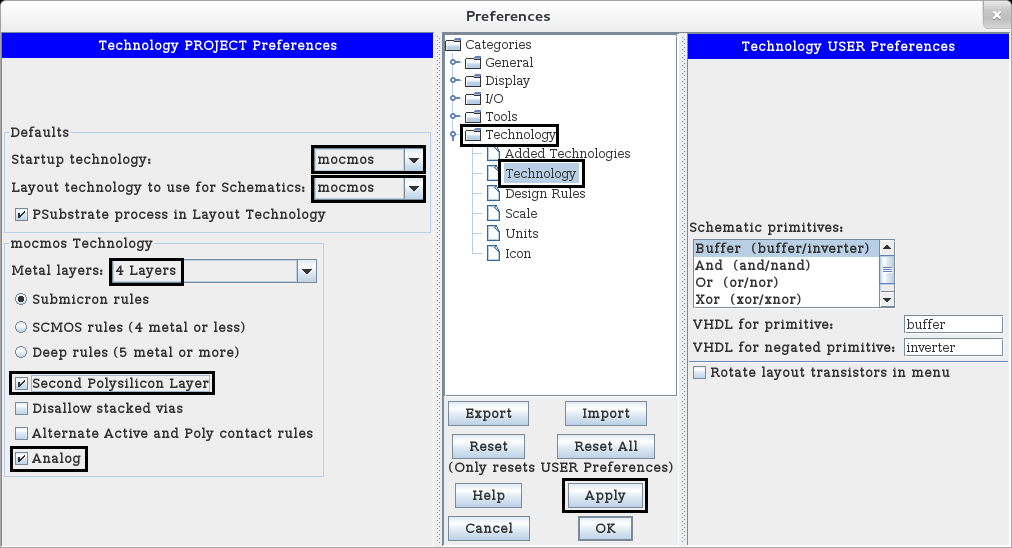 Preferences
Technology PROJECT Preferences
Defaults
Startup technology: mocmos
Layout technology to use for Schematics: mocmos
PSubstrate process in Layout Technology
mocmos Technology
Metal layers: 4 Layers
Submicron rules
SCMOS rules (4 metal or less)
Deep rules (5 metal or more)
Second Polysilicon Layer
Disallow stacked vias
Alternate Active and Poly contact rules
Analog
Categories
General
Display
I/O
Tools
Technology
Added Technologies
Technology
Design Rules
Scale
Units
Icon
Export Import
Reset Reset All
(Only resets USER Preferences)
Help Apply
Cancel OK
Technology USER Preferences
Schematic primitives:
Buffer (buffer/inverter)
And (and/nand)
Or (or/nor)
Xor (xor/xnor)
VHDL for primitive: buffer
VHDL for negated primitive: inverter
Rotate layout transistors in menu